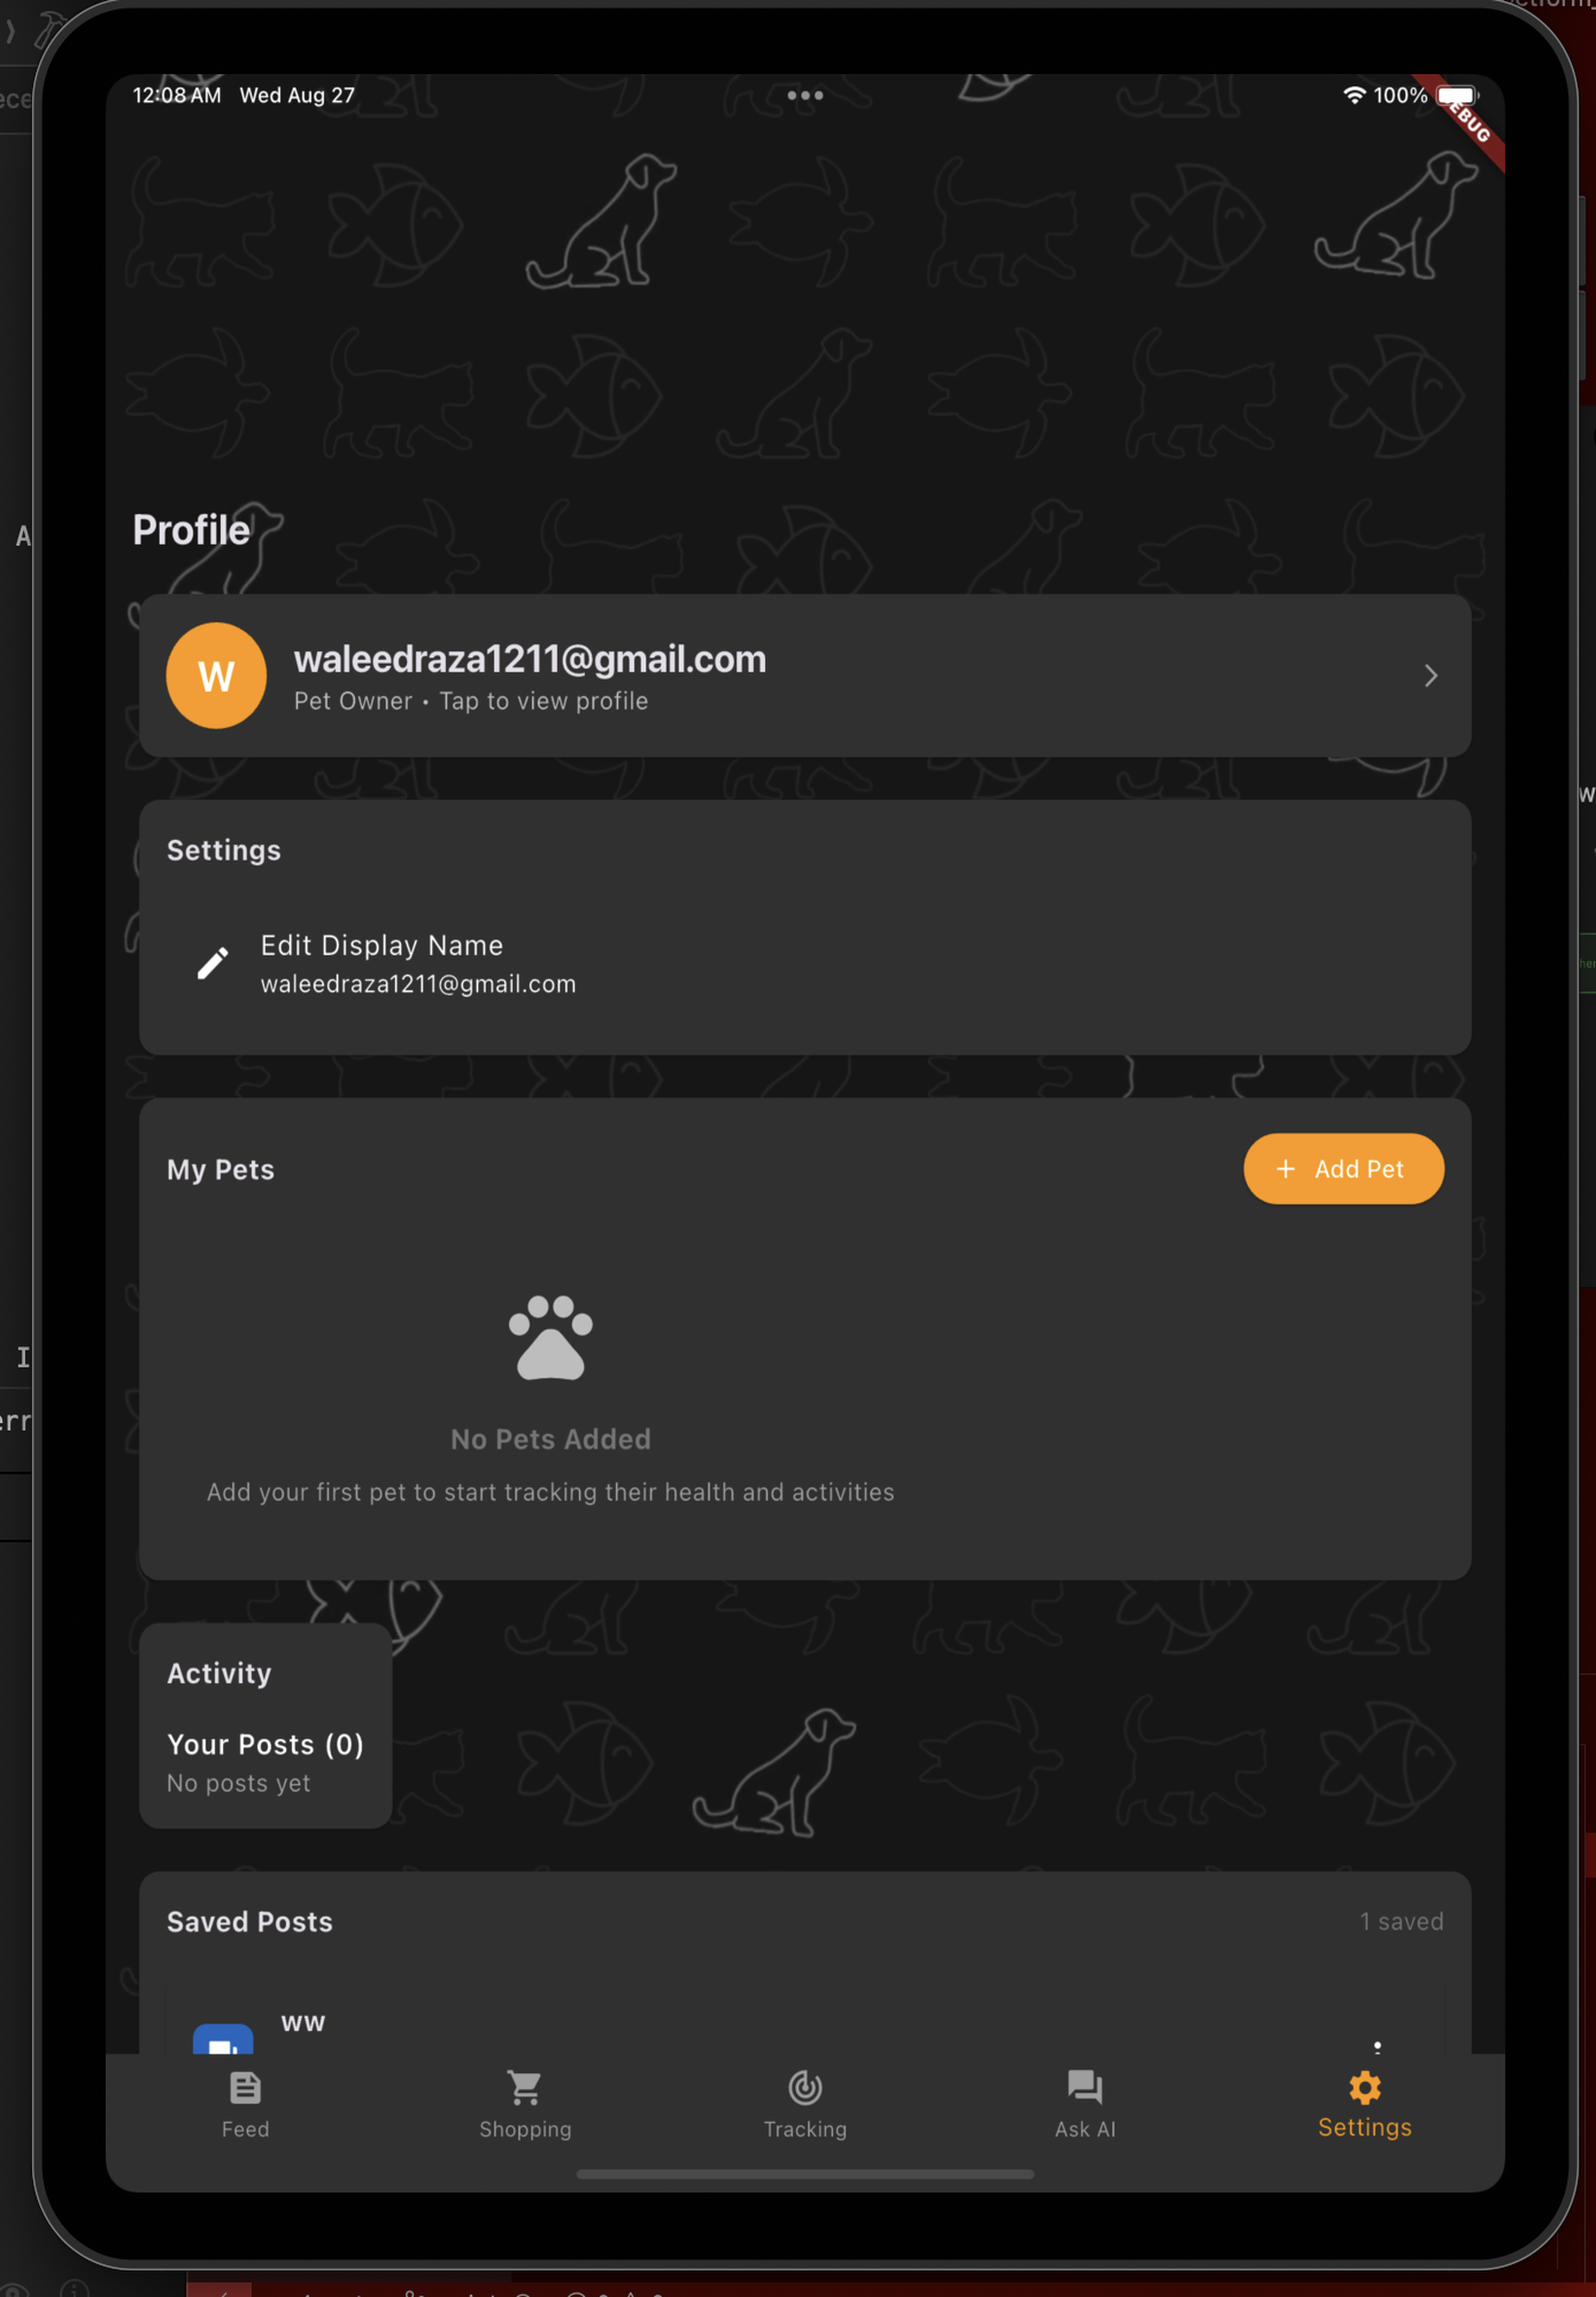 12:08 AM Wed Aug 27
100%
EBUG
Profile
W
waleedraza1211@gmail.com
Pet Owner • Tap to view profile
Settings
Edit Display Name
waleedraza1211@gmail.com
My Pets
+ Add Pet
No Pets Added
Add your first pet to start tracking their health and activities
Activity
Your Posts (0)
No posts yet
Saved Posts
1 saved
ww
Feed
Shopping
Tracking
Ask AI
Settings